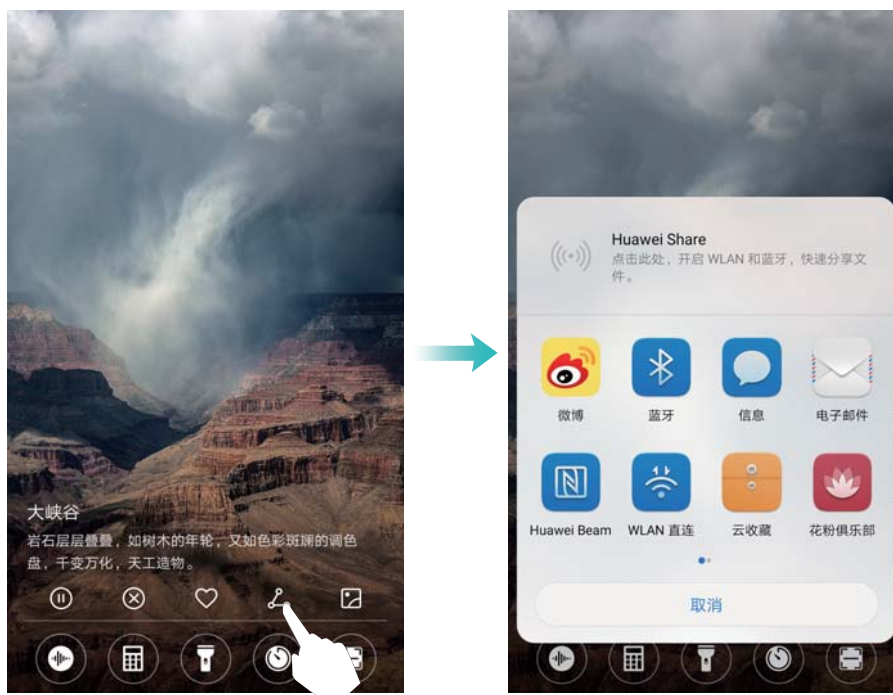 大峡谷
岩石层层叠叠，如树木的年轮，又如色彩斑斓的调色
盘，千变万化，天工造物。
Huawei Share
点击此处，开启 WLAN 和蓝牙，快速分享文
件。
微博
蓝牙
信息
电子邮件
Huawei Beam
WLAN 直连
云收藏
花粉俱乐部
取消